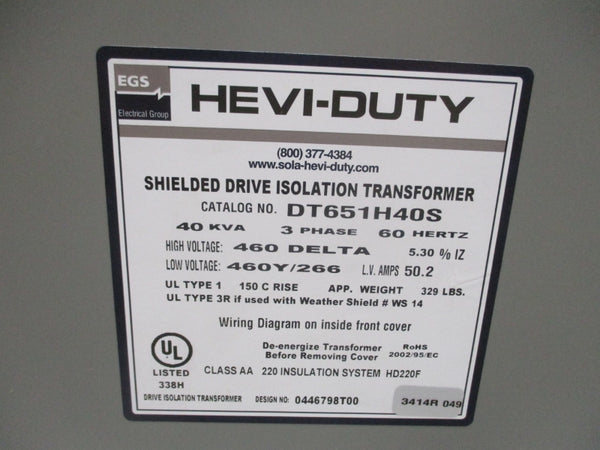 EGS
Electrical Group
HEVI-DUTY
(800) 377-4384
www.sola-hevi-duty.com
SHIELDED DRIVE ISOLATION TRANSFORMER
CATALOG NO. DT651H40S
40 KVA 3 PHASE 60 HERTZ
HIGH VOLTAGE: 460 DELTA 5.30 % IZ
LOW VOLTAGE: 460Y/266 L.V. AMPS 50.2
UL TYPE 1 150 C RISE APP. WEIGHT 329 LBS.
UL TYPE 3R if used with Weather Shield # WS 14
Wiring Diagram on inside front cover
De-energize Transformer RoHS
Before Removing Cover 2002/95/EC
UL
LISTED
338H
CLASS AA 220 INSULATION SYSTEM HD220F
DRIVE ISOLATION TRANSFORMER DESIGN NO: 0446798T00 3414R 049